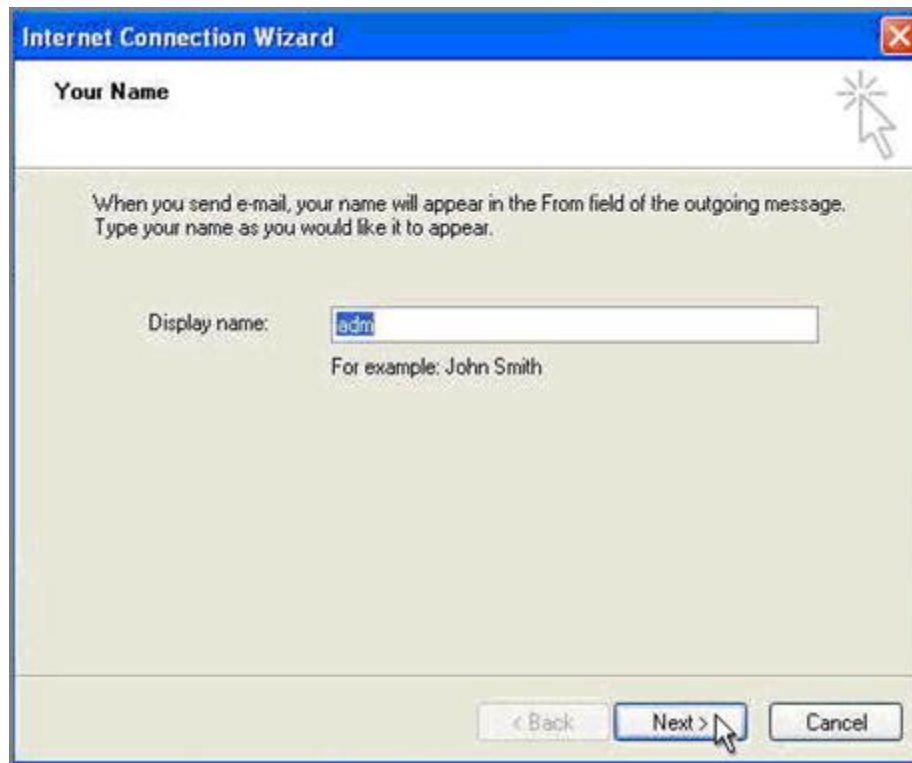 Internet Connection Wizard
Your Name
When you send e-mail, your name will appear in the From field of the outgoing message.
Type your name as you would like it to appear.
Display name: adm
For example: John Smith
< Back Next > Cancel